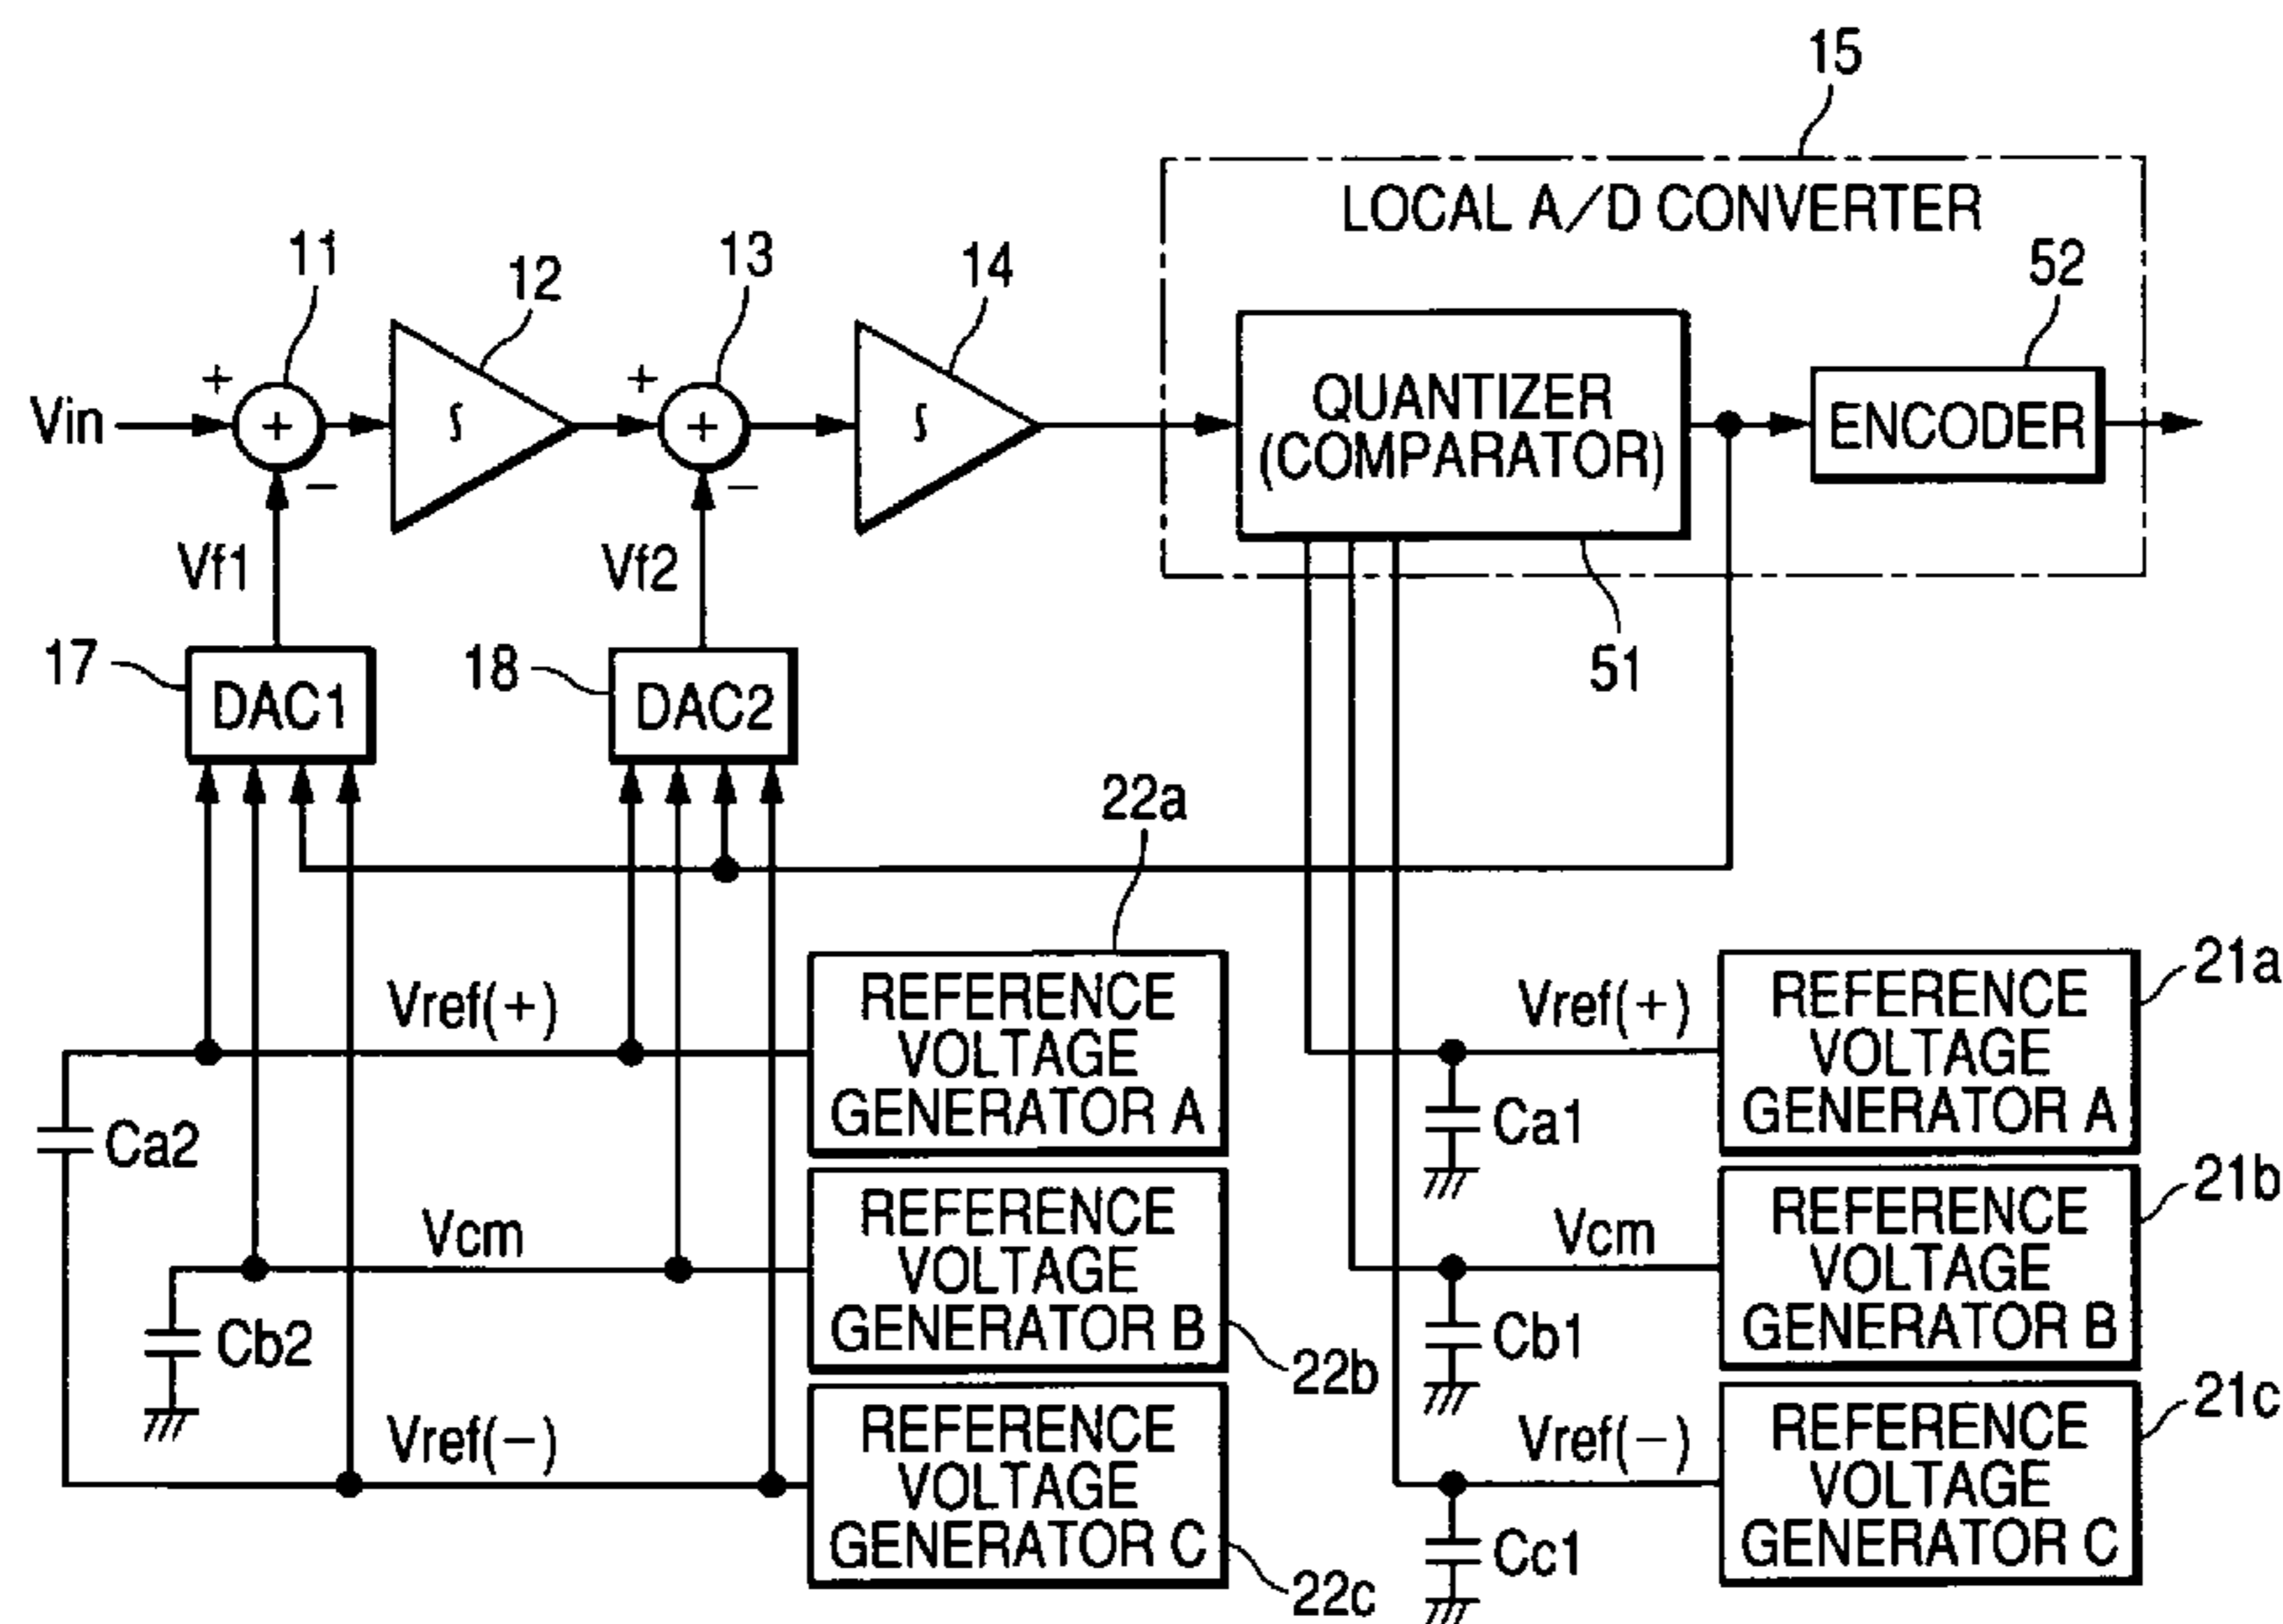 15
LOCAL A/D CONVERTER
11
12
13
14
52
+
+
Vin
+
∫
+
∫
QUANTIZER
(COMPARATOR)
ENCODER
−
−
Vf1
Vf2
17
DAC1
18
DAC2
51
22a
Vref(+)
REFERENCE
VOLTAGE
GENERATOR A
Vref(+)
REFERENCE
VOLTAGE
GENERATOR A
21a
Ca2
Ca1
Vcm
REFERENCE
VOLTAGE
GENERATOR B
Vcm
REFERENCE
VOLTAGE
GENERATOR B
21b
Cb2
22b
Cb1
Vref(−)
REFERENCE
VOLTAGE
GENERATOR C
Vref(−)
REFERENCE
VOLTAGE
GENERATOR C
21c
22c
Cc1